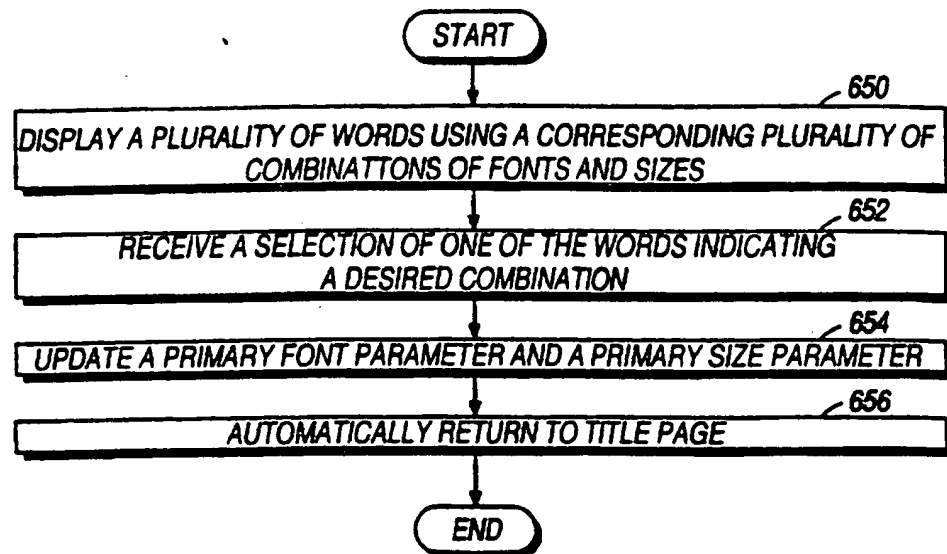 START
650
DISPLAY A PLURALITY OF WORDS USING A CORRESPONDING PLURALITY OF
COMBINATTONS OF FONTS AND SIZES
652
RECEIVE A SELECTION OF ONE OF THE WORDS INDICATING
A DESIRED COMBINATION
654
UPDATE A PRIMARY FONT PARAMETER AND A PRIMARY SIZE PARAMETER
656
AUTOMATICALLY RETURN TO TITLE PAGE
END